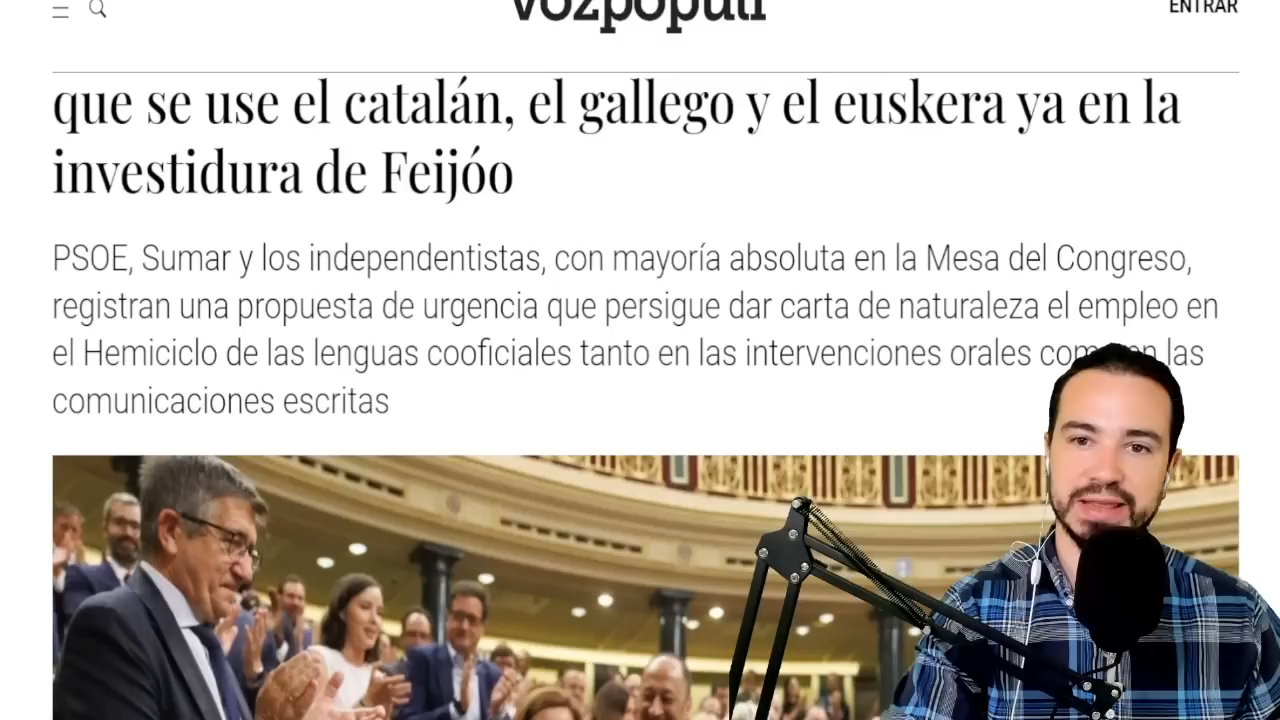 vozpópuli
ENTRAR
que se use el catalán, el gallego y el euskera ya en la
investidura de Feijóo
PSOE, Sumar y los independentistas, con mayoría absoluta en la Mesa del Congreso,
registran una propuesta de urgencia que persigue dar carta de naturaleza el empleo en
el Hemiciclo de las lenguas cooficiales tanto en las intervenciones orales como en las
comunicaciones escritas